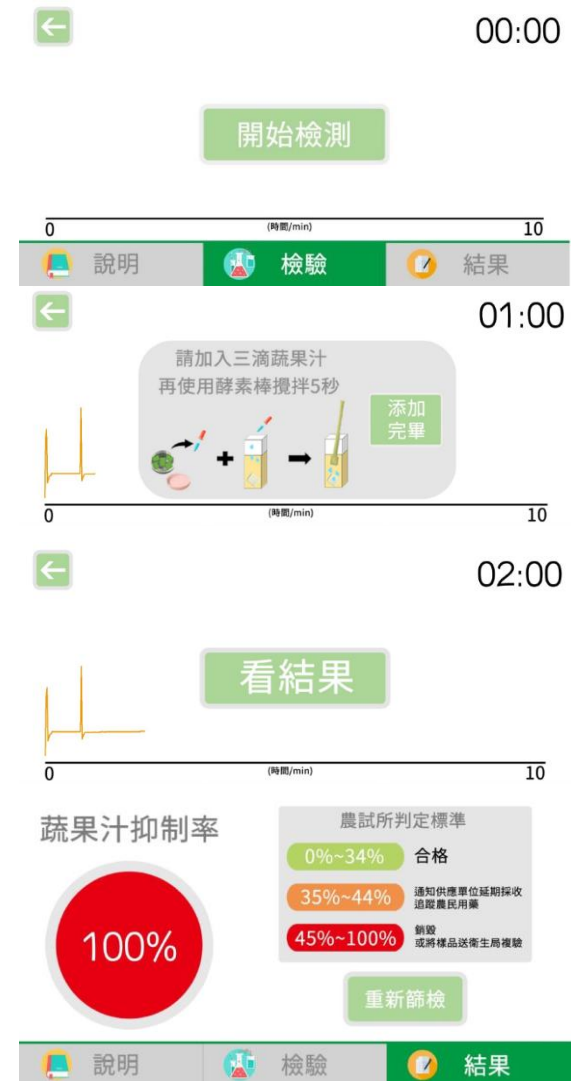 00:00
開始檢測
0
(時間/min)
10
說明
檢驗
結果
01:00
請加入三滴蔬果汁
再使用酵素棒攪拌5秒
添加
完畢
0
(時間/min)
10
02:00
看結果
0
(時間/min)
10
蔬果汁抑制率
100%
農試所判定標準
0%~34%
合格
35%~44%
通知供應單位延期採收
追蹤農民用藥
45%~100%
銷毀
或將樣品送衛生局複驗
重新篩檢
說明
檢驗
結果